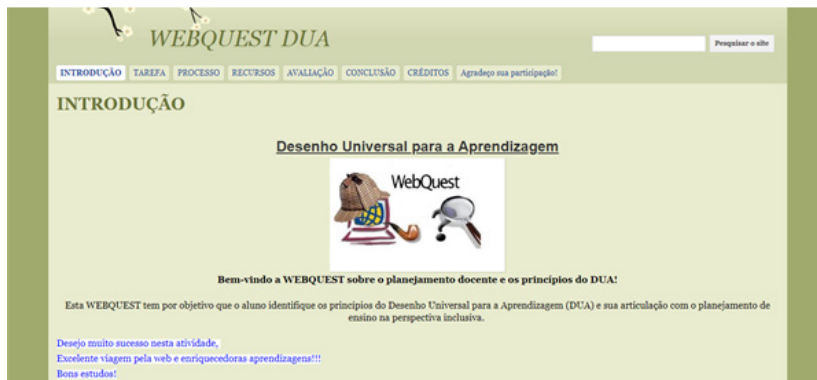 WEBQUEST DUA
Pesquisar o site
INTRODUÇÃO TAREFA PROCESSO RECURSOS AVALIAÇÃO CONCLUSÃO CRÉDITOS Agradeço sua participação!
INTRODUÇÃO
Desenho Universal para a Aprendizagem
WebQuest
Bem-vindo a WEBQUEST sobre o planejamento docente e os princípios do DUA!
Esta WEBQUEST tem por objetivo que o aluno identifique os princípios do Desenho Universal para a Aprendizagem (DUA) e sua articulação com o planejamento de
ensino na perspectiva inclusiva.
Desejo muito sucesso nesta atividade,
Excelente viagem pela web e enriquecedoras aprendizagens!!!
Bons estudos!